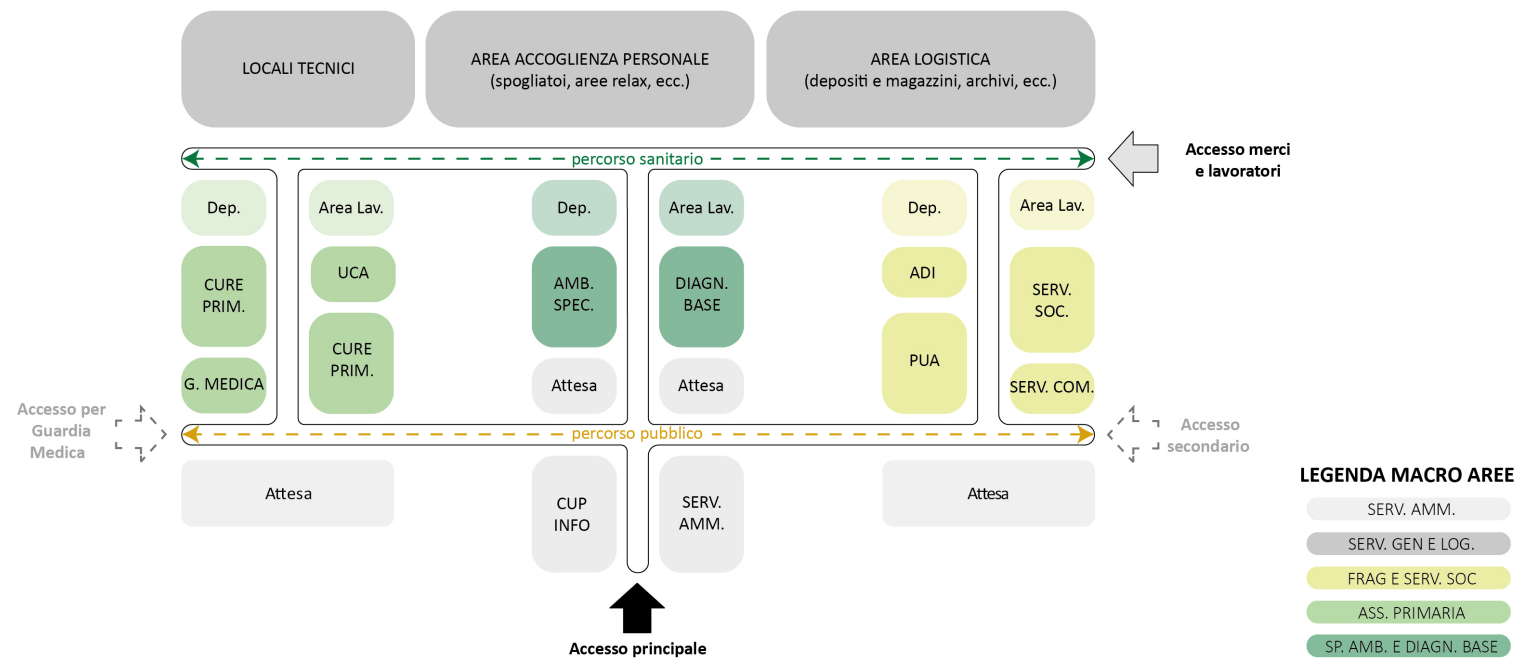 LOCALI TECNICI
AREA ACCOGLIENZA PERSONALE
(spogliatoi, aree relax, ecc.)
AREA LOGISTICA
(depositi e magazzini, archivi, ecc.)
percorso sanitario
Accesso merci
e lavoratori
Dep.
Area Lav.
Dep.
Area Lav.
Dep.
Area Lav.
CURE
PRIM.
UCA
AMB.
SPEC.
DIAGN.
BASE
ADI
SERV.
SOC.
CURE
PRIM.
PUA
G. MEDICA
Attesa
Attesa
SERV. COM.
Accesso per
Guardia
Medica
percorso pubblico
Accesso
secondario
Attesa
CUP
INFO
SERV.
AMM.
Attesa
Accesso principale
LEGENDA MACRO AREE
SERV. AMM.
SERV. GEN E LOG.
FRAG E SERV. SOC
ASS. PRIMARIA
SP. AMB. E DIAGN. BASE